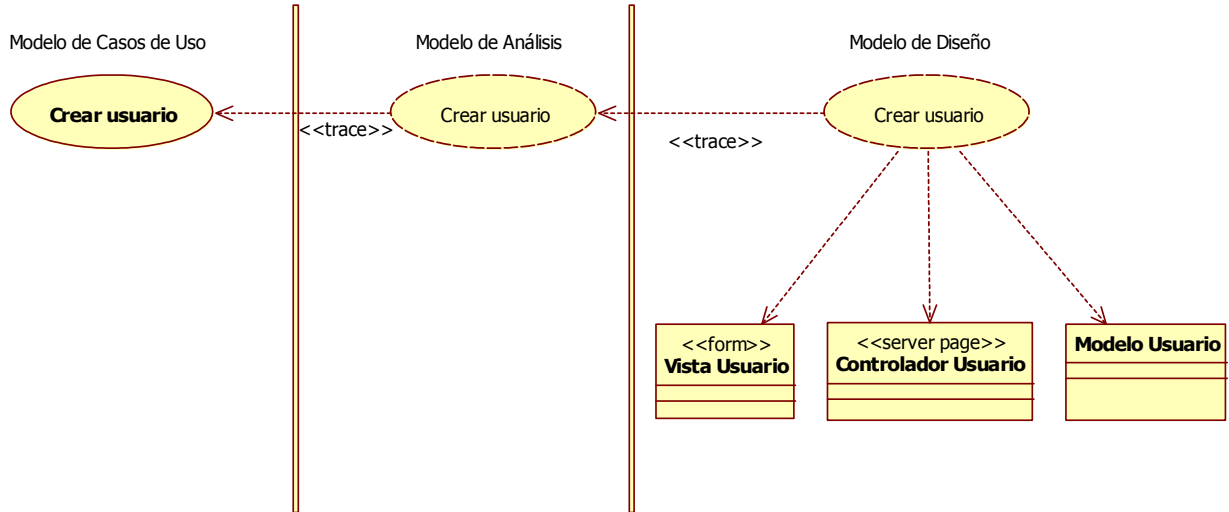 Modelo de Casos de Uso
Modelo de Análisis
Modelo de Diseño
Crear usuario
Crear usuario
Crear usuario
<<trace>>
<<trace>>
<<form>>
Vista Usuario
<<server page>>
Controlador Usuario
Modelo Usuario